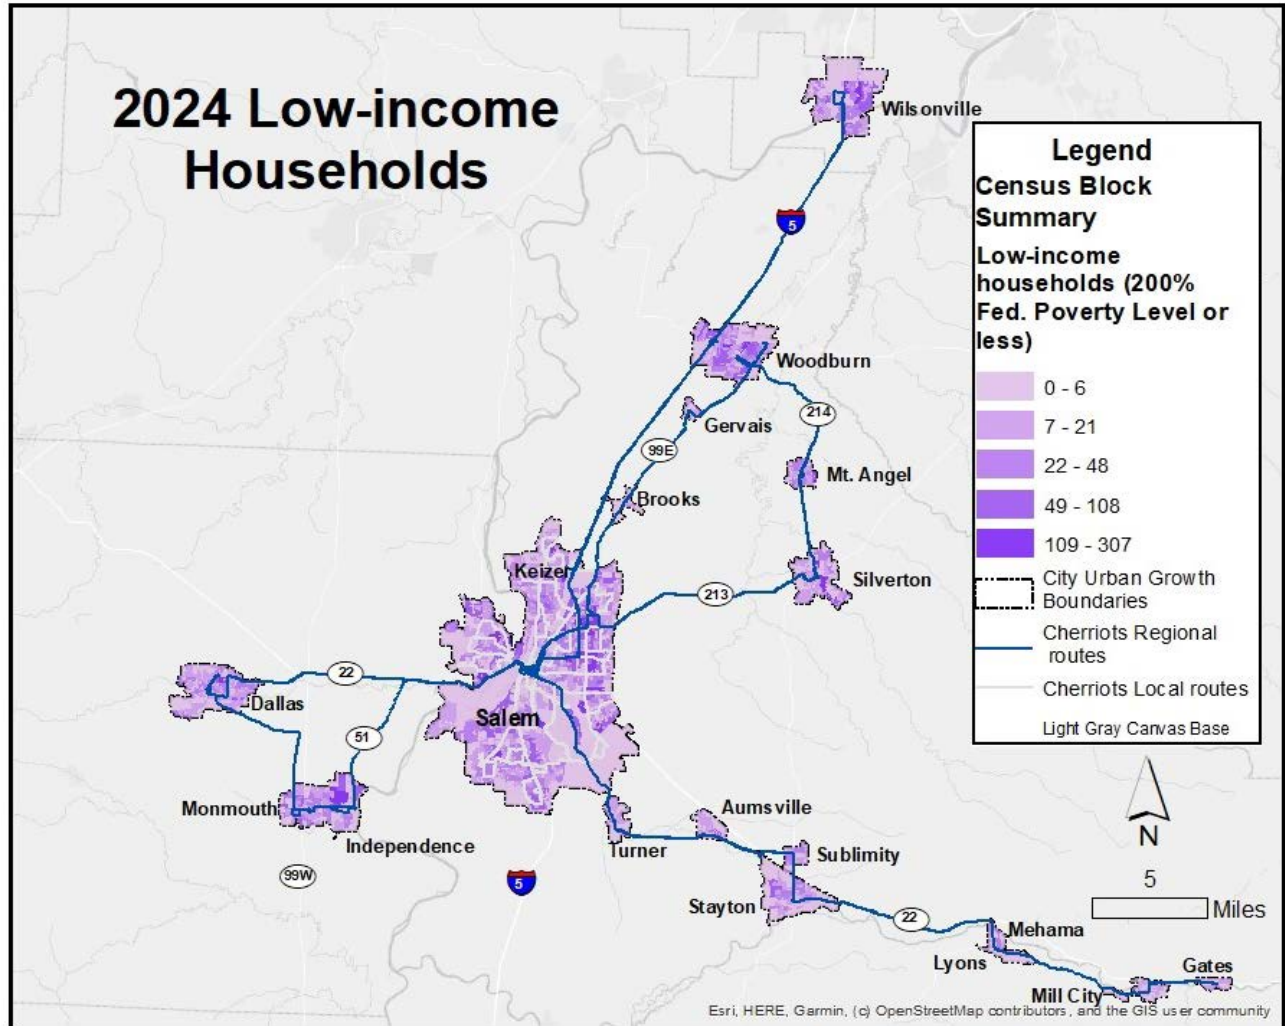 2024 Low-income
Households
Wilsonville
5
Woodburn
Gervais
214
99E
Mt. Angel
Brooks
Keizer
Silverton
213
22
Dallas
Salem
51
Monmouth
Independence
99W
5
Turner
Aumsville
Sublimity
Stayton
22
Mehama
Lyons
Gates
Mill City
Legend
Census Block
Summary
Low-income
households (200%
Fed. Poverty Level or
less)
0 - 6
7 - 21
22 - 48
49 - 108
109 - 307
City Urban Growth
Boundaries
Cherriots Regional
routes
Cherriots Local routes
Light Gray Canvas Base
N
5
Miles
Esri, HERE, Garmin, (c) OpenStreetMap contributors, and the GIS user community